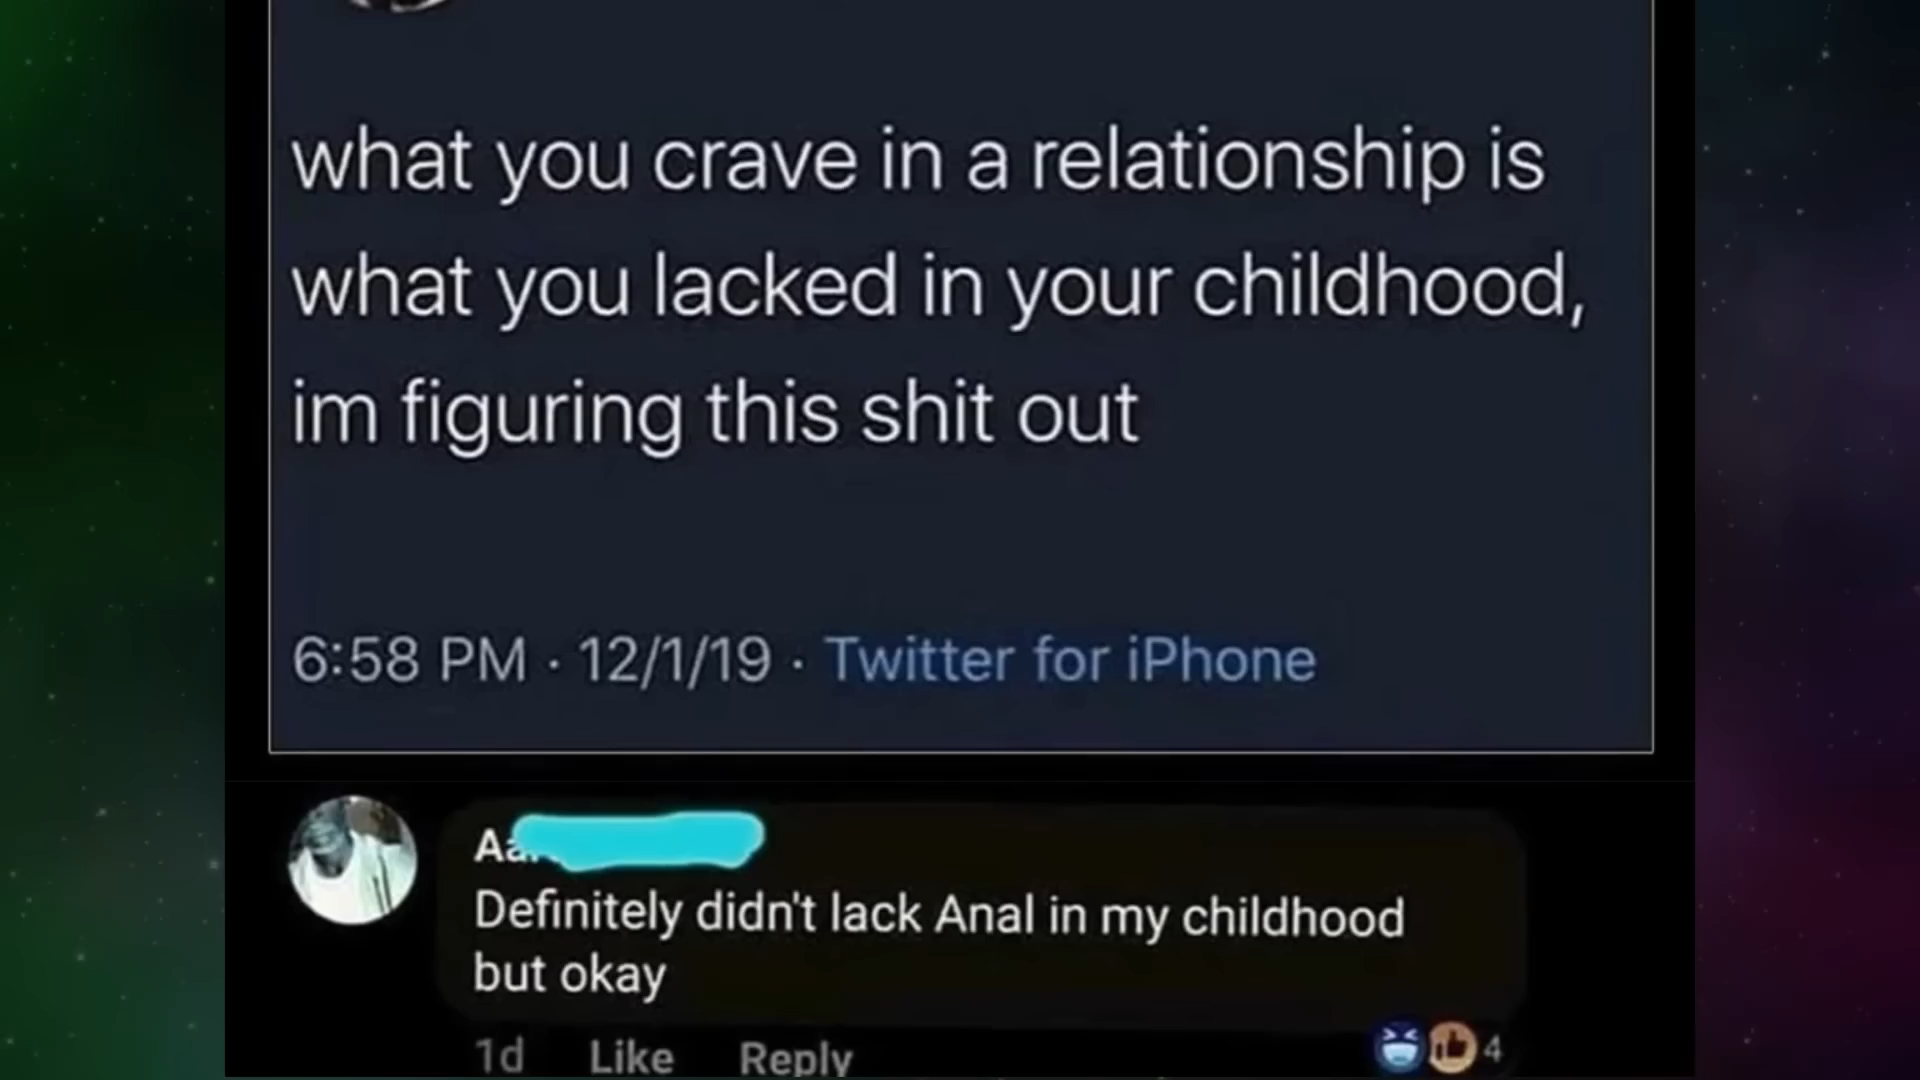 what you crave in a relationship is
what you lacked in your childhood,
im figuring this shit out
6:58 PM · 12/1/19 · Twitter for iPhone
Definitely didn't lack Anal in my childhood
but okay
1d Like Reply 4